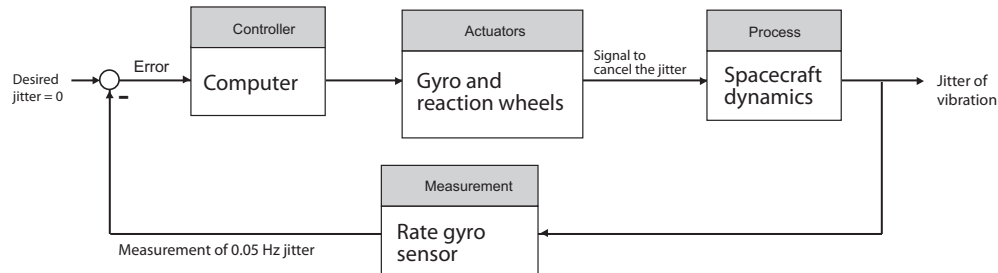 Controller
Actuators
Process
Desired
jitter = 0
Error
-
Computer
Gyro and
reaction wheels
Signal to
cancel the jitter
Spacecraft
dynamics
Jitter of
vibration
Measurement
Rate gyro
sensor
Measurement of 0.05 Hz jitter